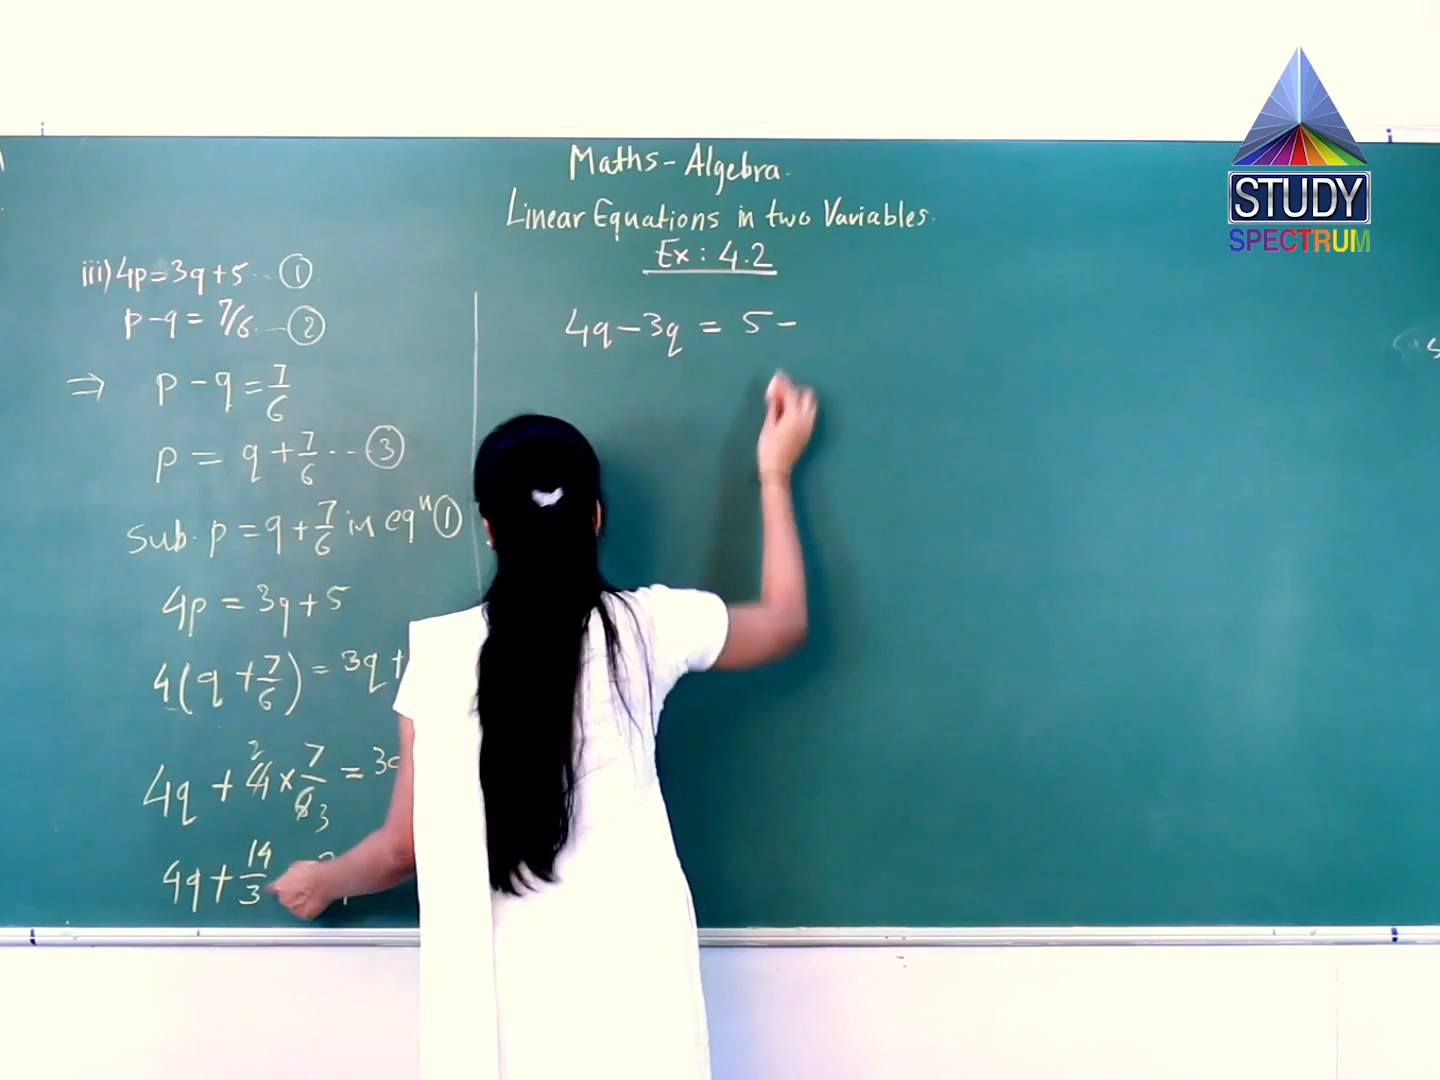 Maths - Algebra.
Linear Equations in two Variables.
Ex : 4.2
iii) 4p = 3q + 5 -- ①
p - q = 7/6 -- ②
⇒ p - q = 7/6
p = q + 7/6 -- ③
Sub. p = q + 7/6 in eqⁿ ①
4p = 3q + 5
4(q + 7/6) = 3q +
4q + 4 2 × 7/6 3 = 3
4q + 14/3
4q - 3q = 5 -
STUDY
SPECTRUM